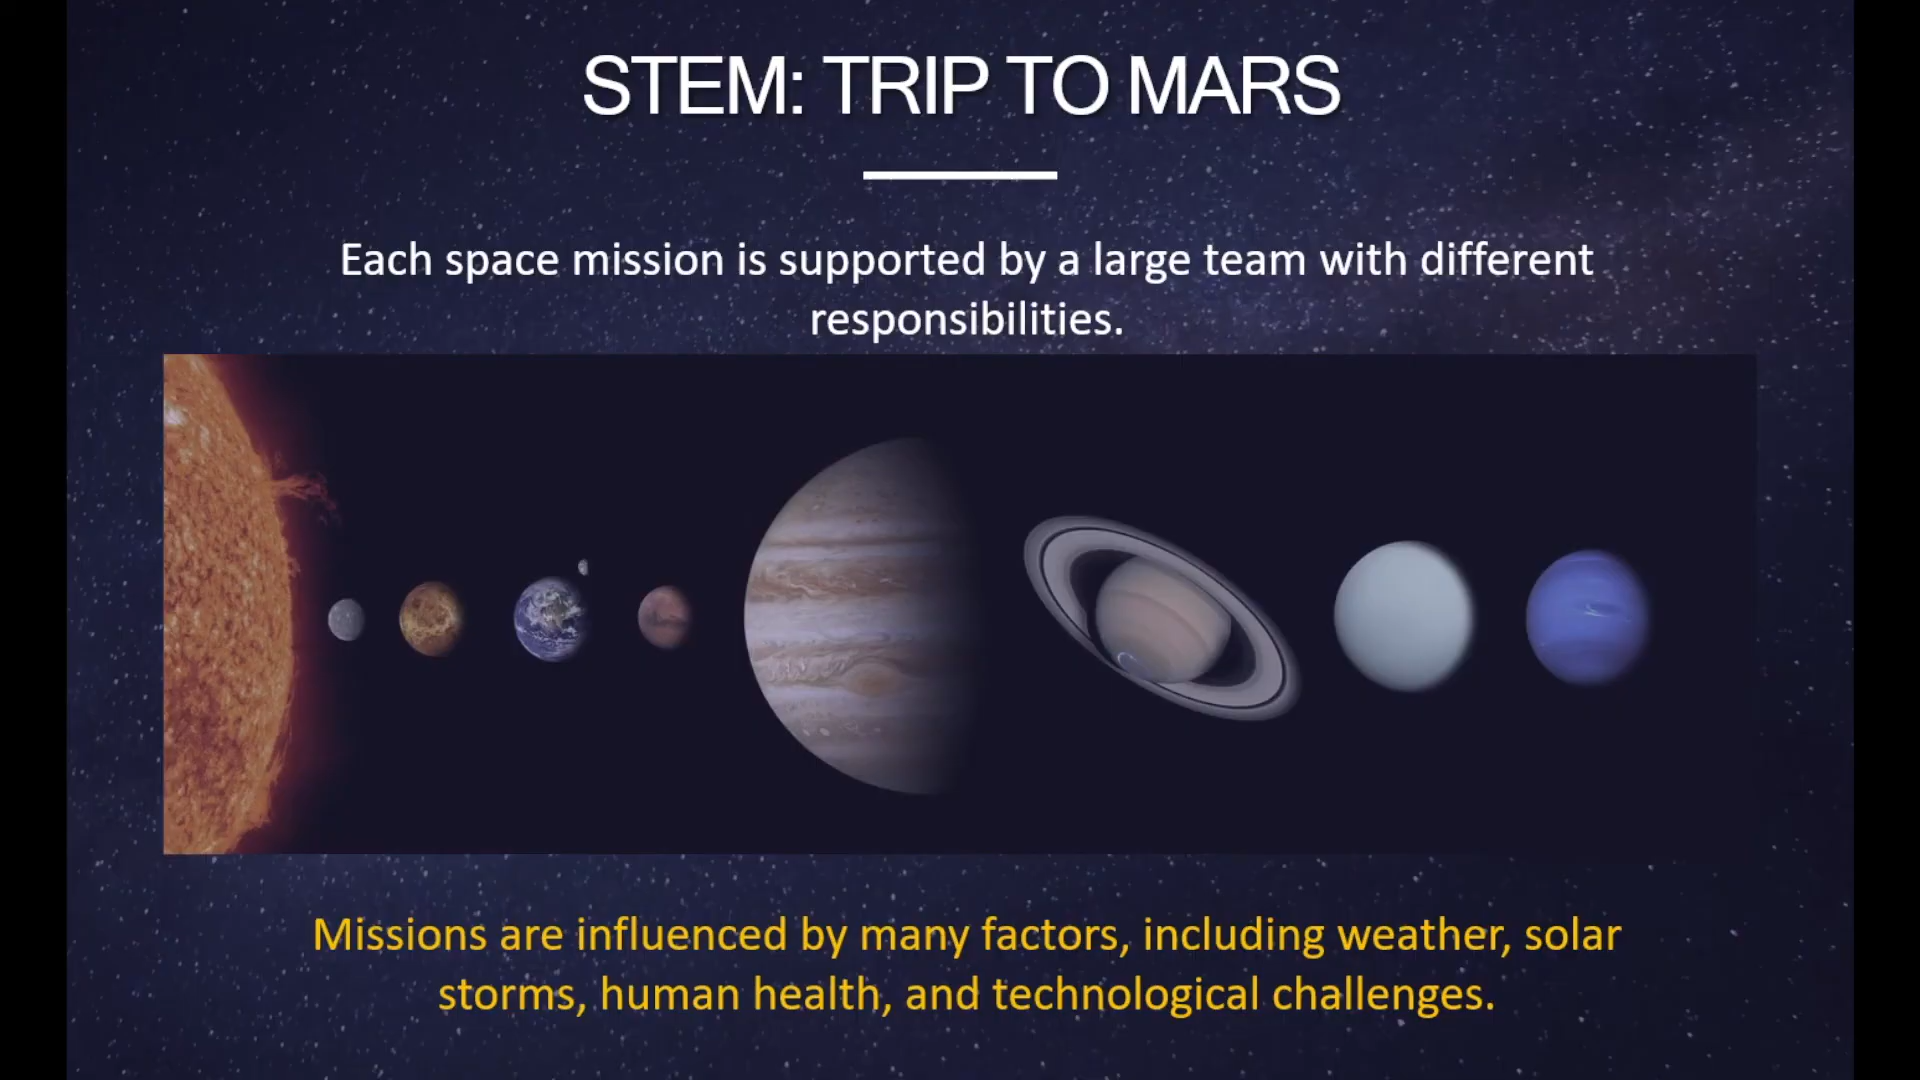 STEM: TRIP TO MARS
Each space mission is supported by a large team with different
responsibilities.
Missions are influenced by many factors, including weather, solar
storms, human health, and technological challenges.